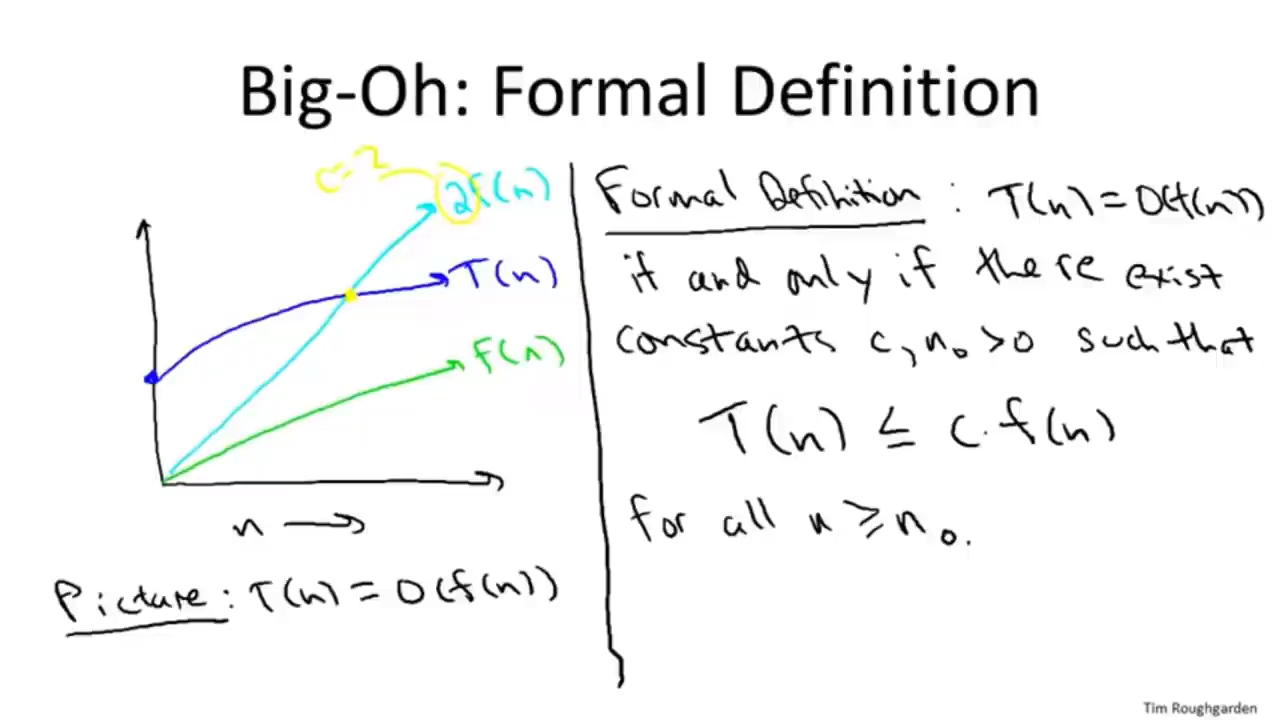 Big-Oh: Formal Definition
c=2
2f(n)
T(n)
f(n)
n →
Picture: T(n) = O(f(n))
Formal Definition : T(n) = O(f(n))
if and only if there exist
constants c, n₀ > 0 such that
T(n) ≤ c·f(n)
for all n ≥ n₀.
Tim Roughgarden